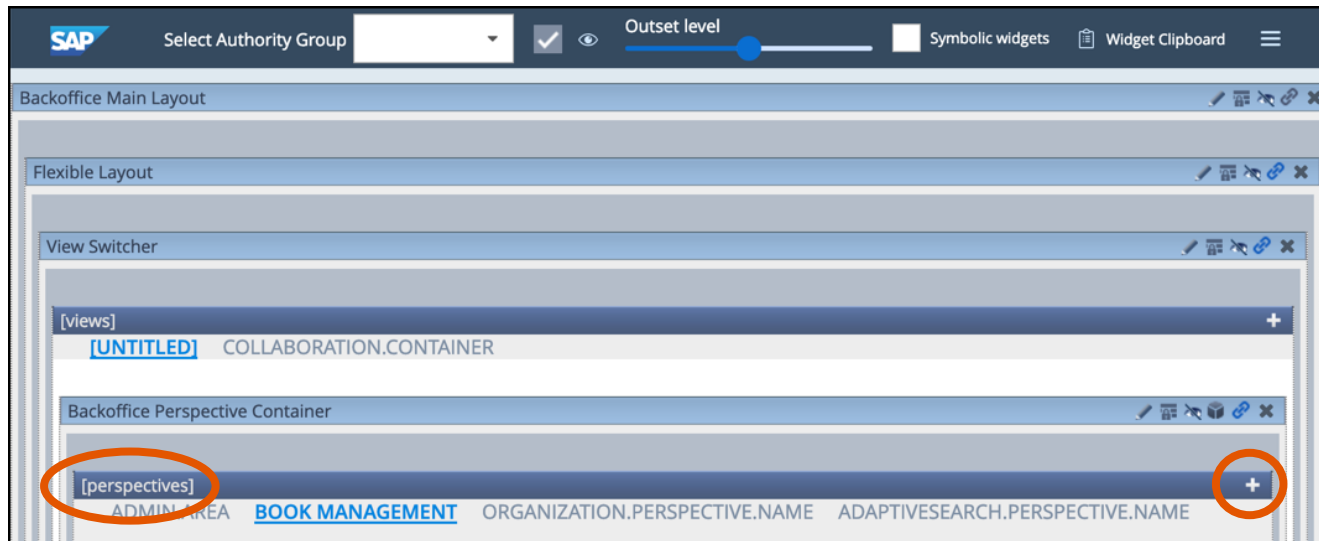 SAP Select Authority Group Outset level Symbolic widgets Widget Clipboard
Backoffice Main Layout
Flexible Layout
View Switcher
[views] +
[UNTITLED] COLLABORATION.CONTAINER
Backoffice Perspective Container
[perspectives] +
ADMIN.AREA BOOK MANAGEMENT ORGANIZATION.PERSPECTIVE.NAME ADAPTIVESEARCH.PERSPECTIVE.NAME